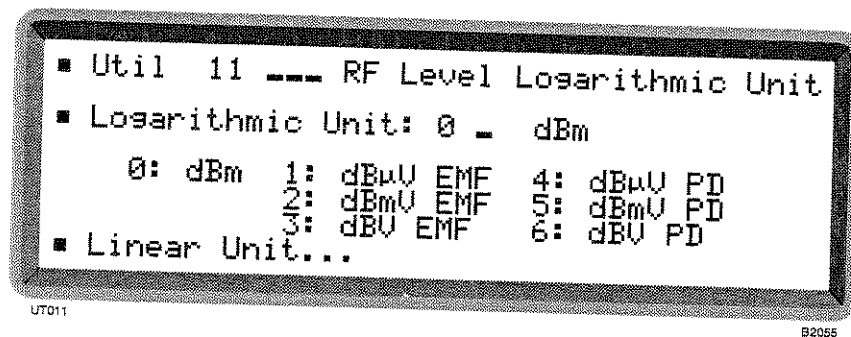 ▪ Util 11 ___ RF Level Logarithmic Unit
▪ Logarithmic Unit: 0 _ dBm
0: dBm 1: dBµV EMF 4: dBµV PD
2: dBmV EMF 5: dBmV PD
3: dBV EMF 6: dBV PD
▪ Linear Unit...
UT011
B2055